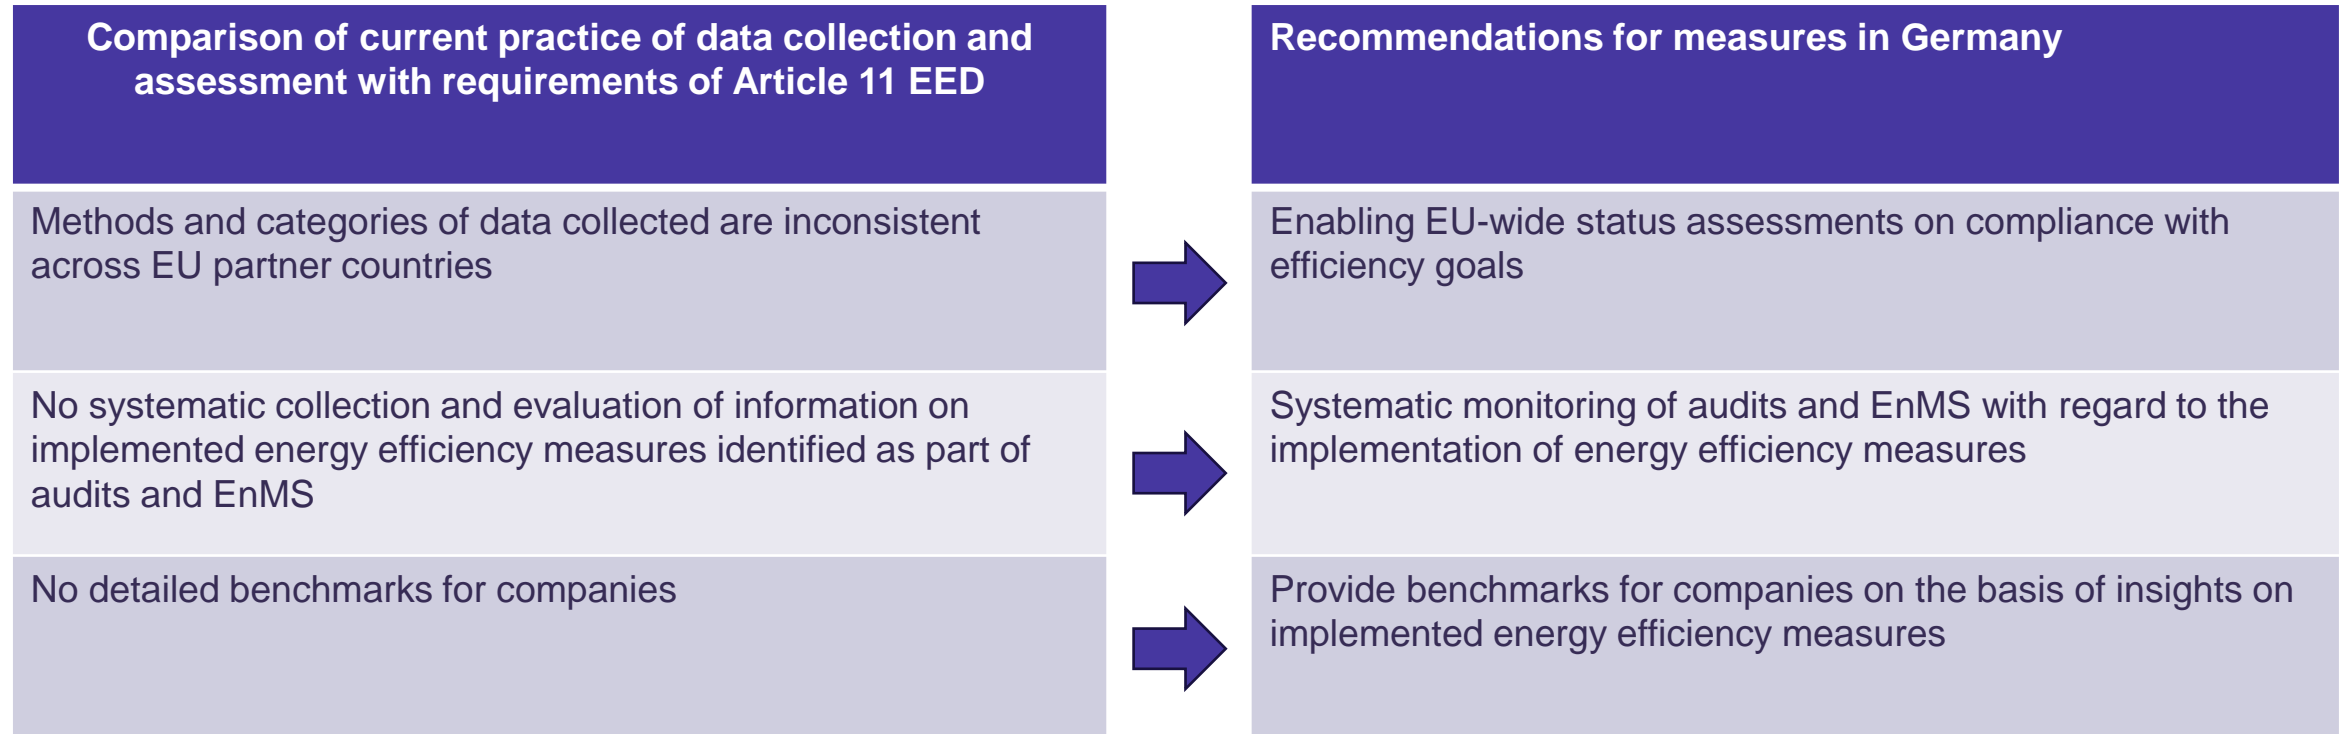 Comparison of current practice of data collection and
assessment with requirements of Article 11 EED
Recommendations for measures in Germany
Methods and categories of data collected are inconsistent
across EU partner countries
Enabling EU-wide status assessments on compliance with
efficiency goals
No systematic collection and evaluation of information on
implemented energy efficiency measures identified as part of
audits and EnMS
Systematic monitoring of audits and EnMS with regard to the
implementation of energy efficiency measures
No detailed benchmarks for companies
Provide benchmarks for companies on the basis of insights on
implemented energy efficiency measures